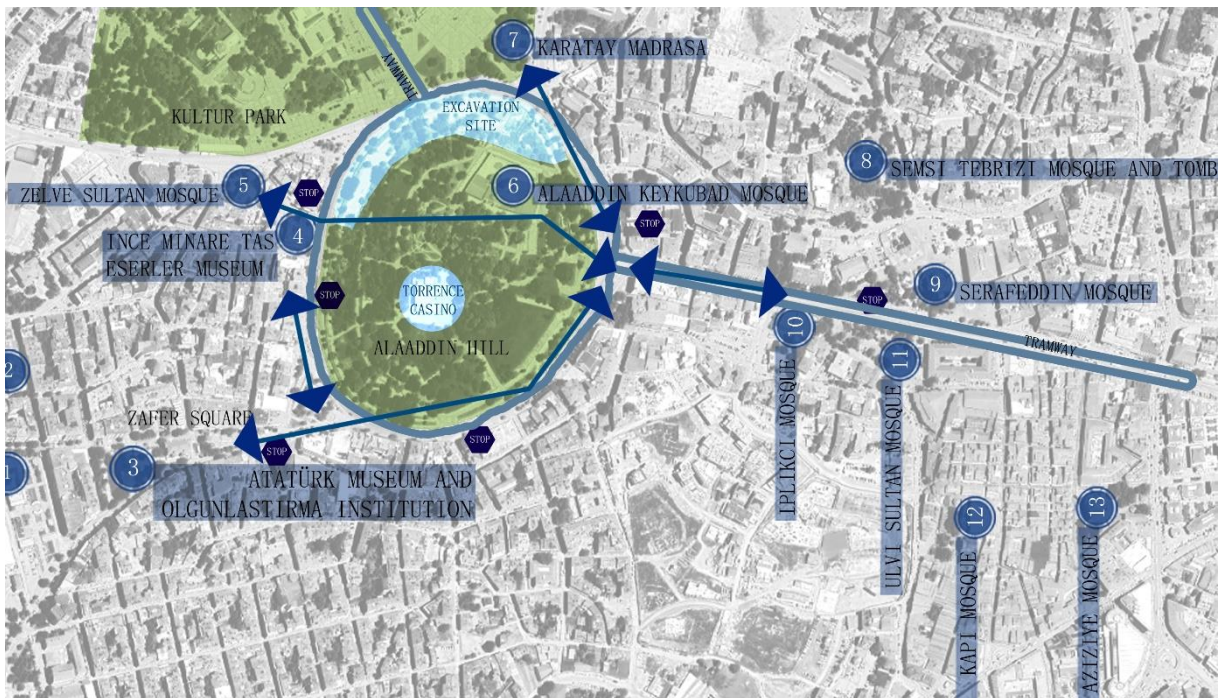 7
KARATAY MADRASA
TRAMWAY
EXCAVATION
SITE
KULTUR PARK
8
SEMSI TEBRIZI MOSQUE AND TOMB
5
ZELVE SULTAN MOSQUE
STOP
6
ALAADDIN KEYKUBAD MOSQUE
4
INCE MINARE TAS
ESERLER MUSEUM
STOP
STOP
TORRENCE
CASINO
9
SERAFEDDIN MOSQUE
STOP
10
IPLIKCI MOSQUE
TRAMWAY
ALAADDIN HILL
11
ULVI SULTAN MOSQUE
2
ZAFER SQUARE
STOP
STOP
1
3
ATATÜRK MUSEUM AND
OLGUNLASTIRMA INSTITUTION
12
KAPI MOSQUE
13
AZIZIYE MOSQUE